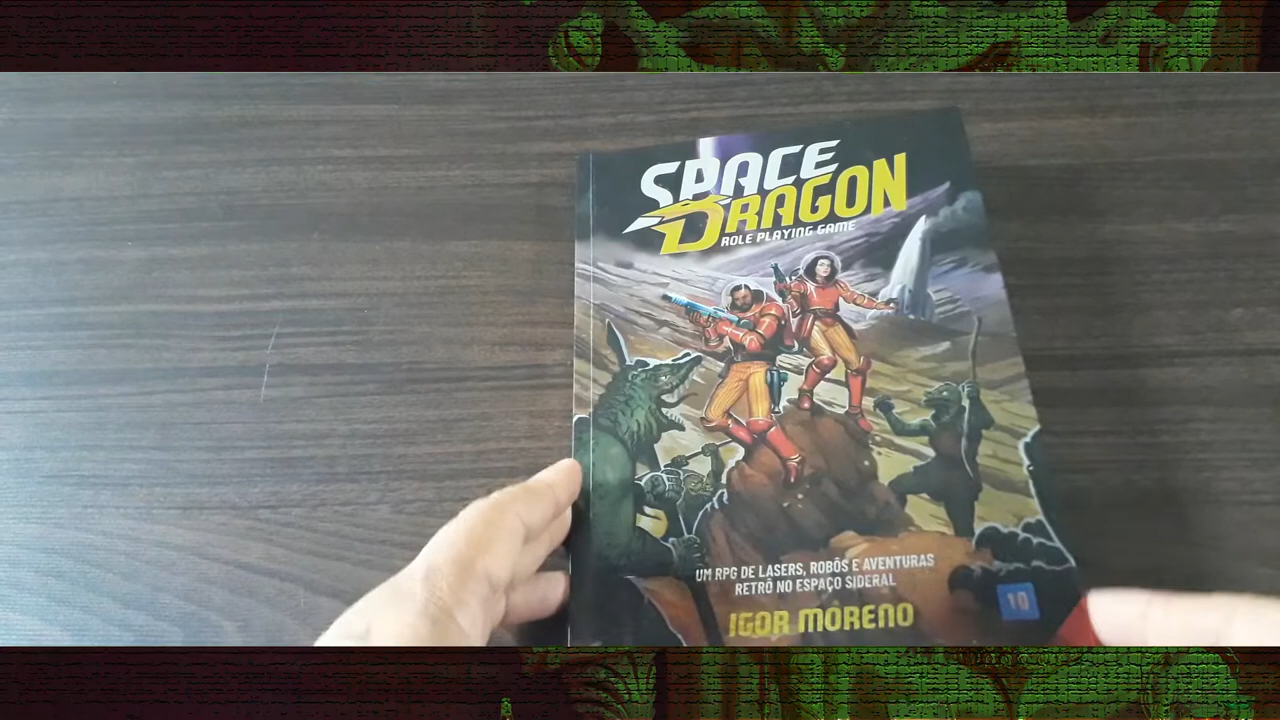 SPACE
DRAGON
ROLE PLAYING GAME
UM RPG DE LASERS, ROBÔS E AVENTURAS
RETRÔ NO ESPAÇO SIDERAL
IGOR MORENO
10